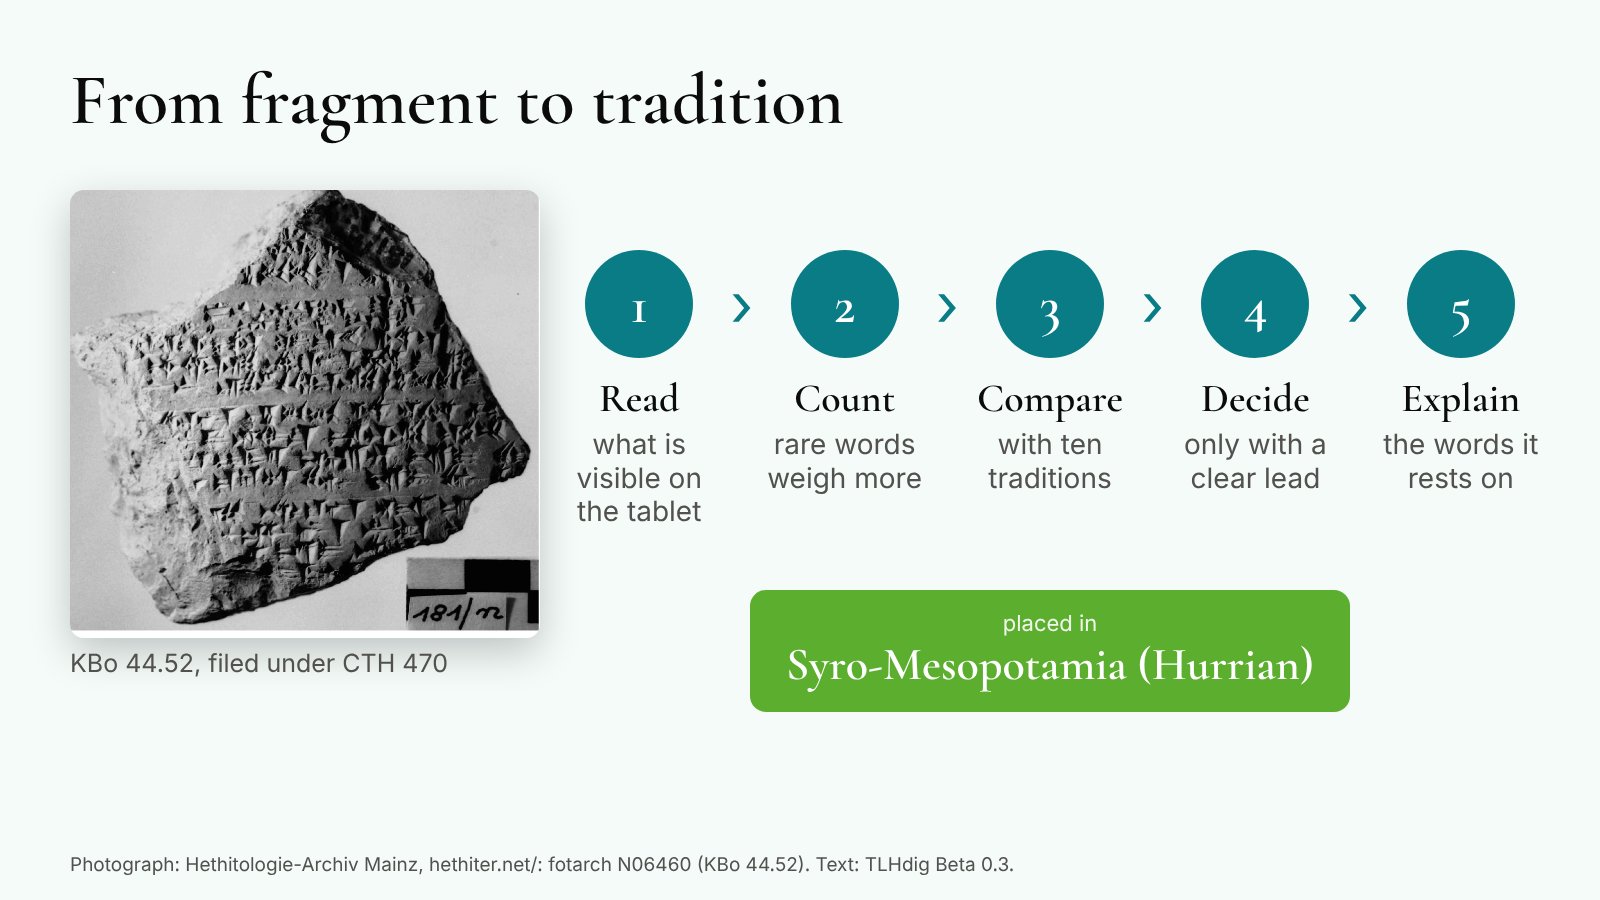 From fragment to tradition
181/n
KBo 44.52, filed under CTH 470
1
Read
what is
visible on
the tablet
2
Count
rare words
weigh more
3
Compare
with ten
traditions
4
Decide
only with a
clear lead
5
Explain
the words it
rests on
placed in
Syro-Mesopotamia (Hurrian)
Photograph: Hethitologie-Archiv Mainz, hethiter.net/: fotarch N06460 (KBo 44.52). Text: TLHdig Beta 0.3.